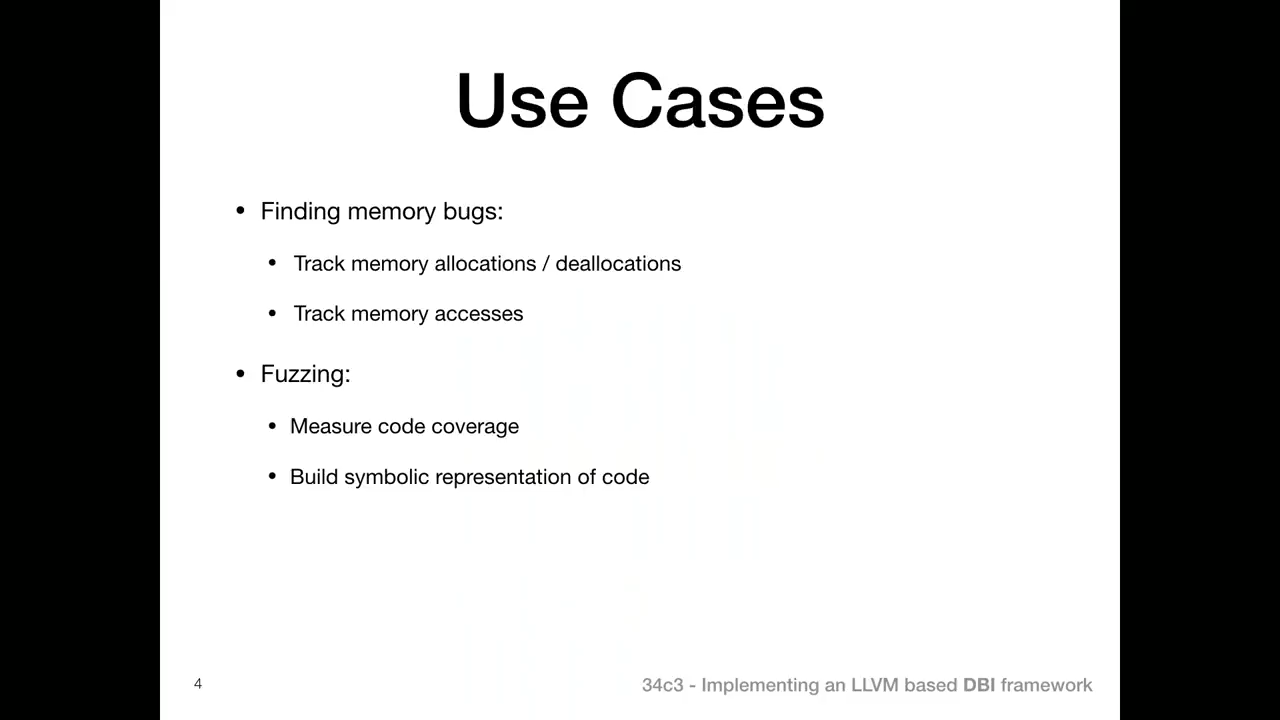 Use Cases
• Finding memory bugs:
• Track memory allocations / deallocations
• Track memory accesses
• Fuzzing:
• Measure code coverage
• Build symbolic representation of code
4
34c3 - Implementing an LLVM based DBI framework